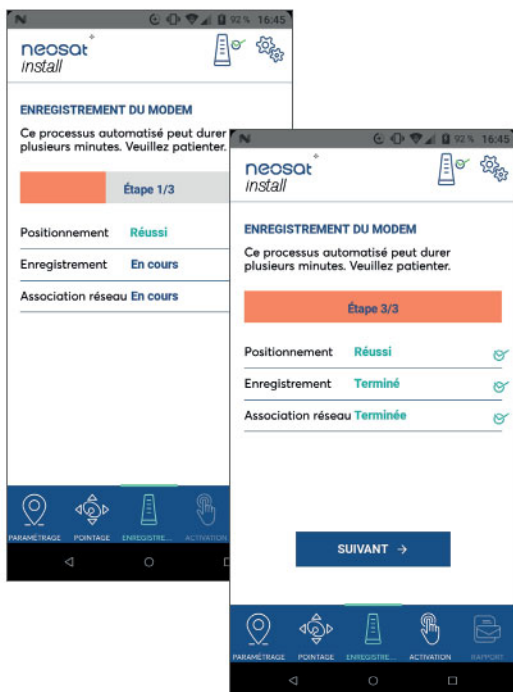 92 % 16:45
neosat
install
ENREGISTREMENT DU MODEM
Ce processus automatisé peut durer
plusieurs minutes. Veuillez patienter.
Étape 1/3
Positionnement Réussi
Enregistrement En cours
Association réseau En cours
PARAMÉTRAGE POINTAGE ENREGISTRE... ACTIVATION
92 % 16:45
neosat
install
ENREGISTREMENT DU MODEM
Ce processus automatisé peut durer
plusieurs minutes. Veuillez patienter.
Étape 3/3
Positionnement Réussi
Enregistrement Terminé
Association réseau Terminée
SUIVANT →
PARAMÉTRAGE POINTAGE ENREGISTRE... ACTIVATION RAPPORT